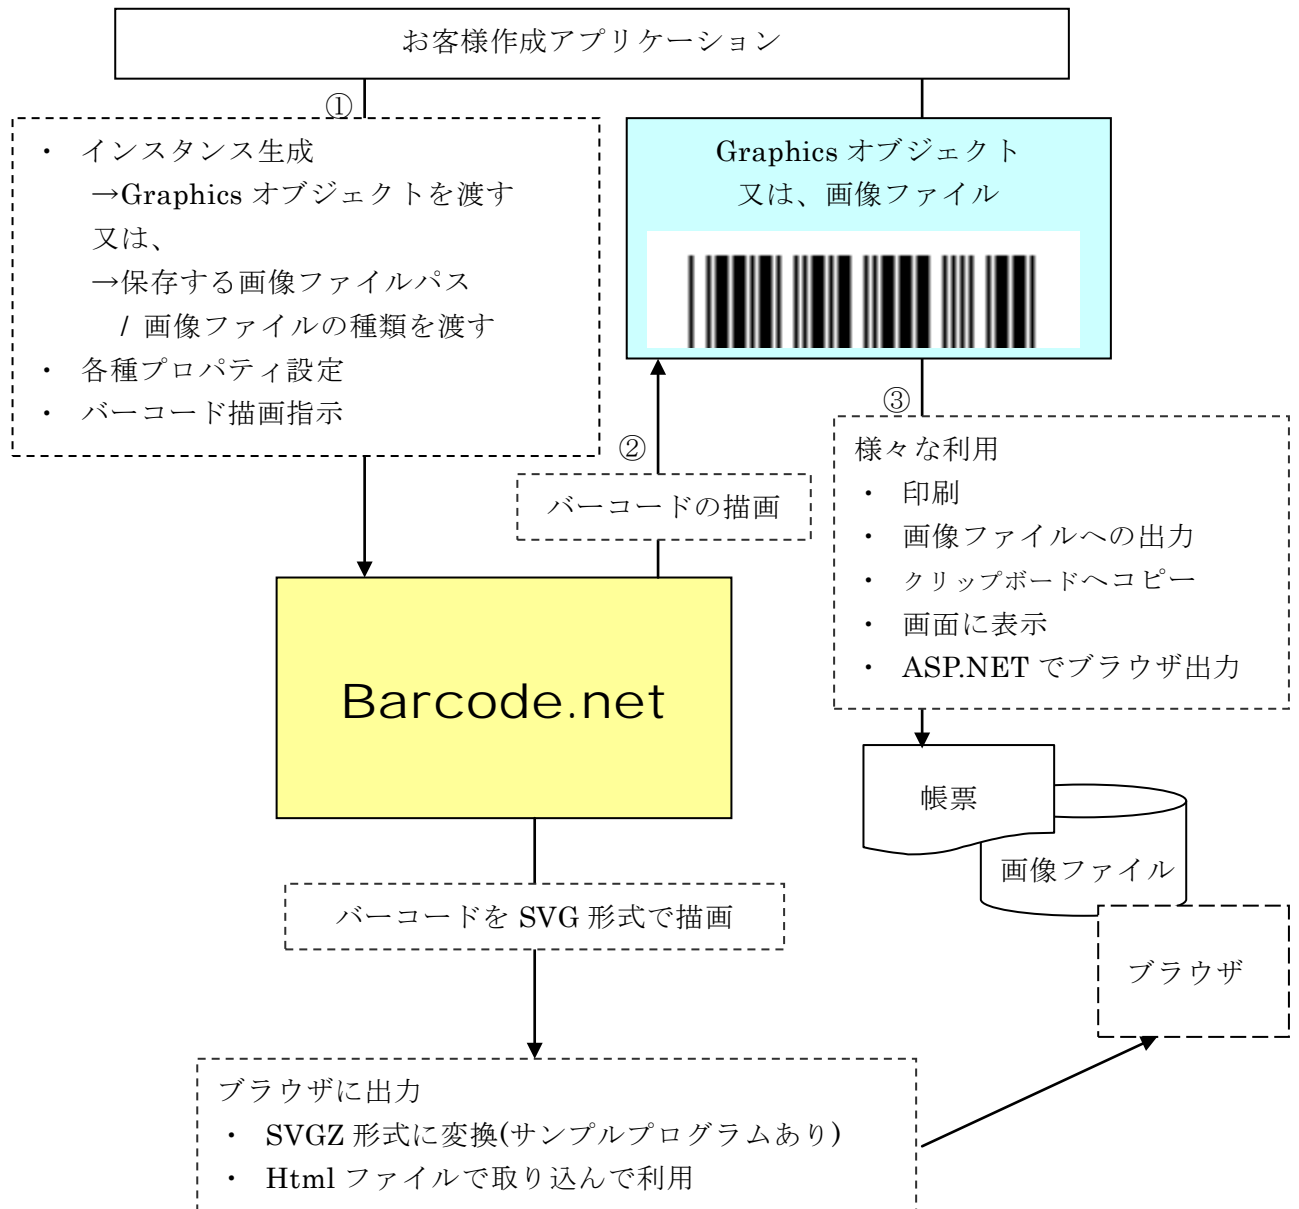 お客様作成アプリケーション
①
・ インスタンス生成
→Graphics オブジェクトを渡す
又は、
→保存する画像ファイルパス
/ 画像ファイルの種類を渡す
・ 各種プロパティ設定
・ バーコード描画指示
Graphics オブジェクト
又は、画像ファイル
②
バーコードの描画
③
様々な利用
・ 印刷
・ 画像ファイルへの出力
・ クリップボードへコピー
・ 画面に表示
・ ASP.NET でブラウザ出力
Barcode.net
帳票
画像ファイル
ブラウザ
バーコードを SVG 形式で描画
ブラウザに出力
・ SVGZ 形式に変換(サンプルプログラムあり)
・ Html ファイルで取り込んで利用